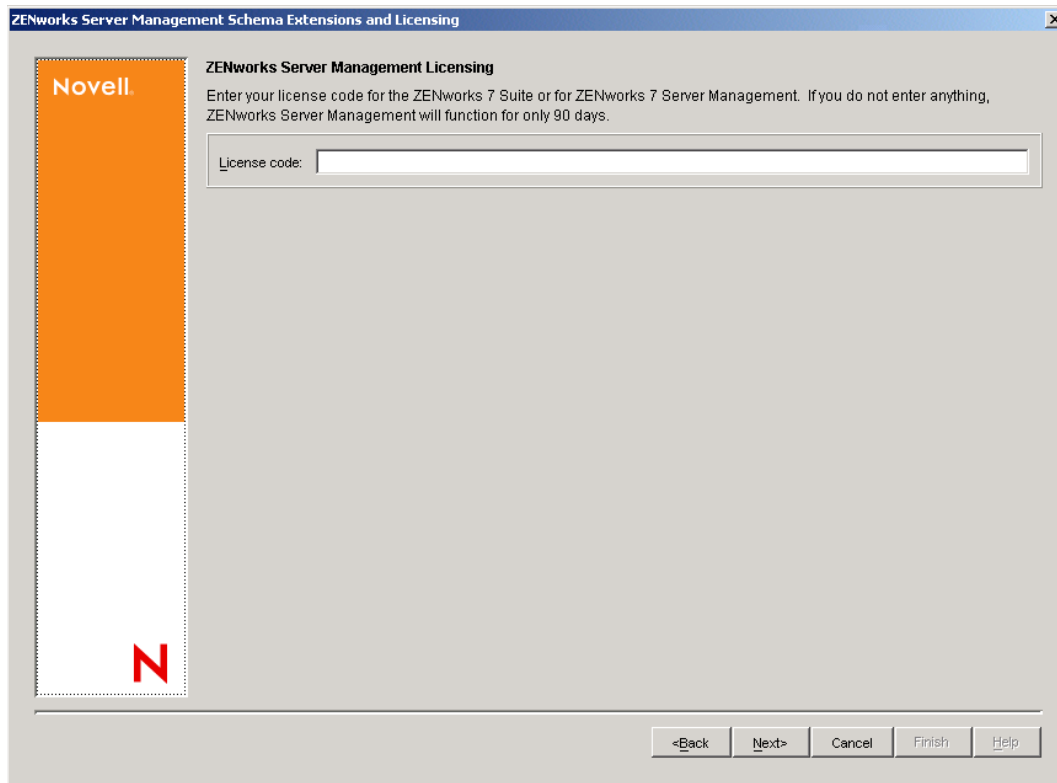 ZENworks Server Management Schema Extensions and Licensing
Novell.
ZENworks Server Management Licensing
Enter your license code for the ZENworks 7 Suite or for ZENworks 7 Server Management. If you do not enter anything,
ZENworks Server Management will function for only 90 days.
License code:
N
<Back Next> Cancel Finish Help